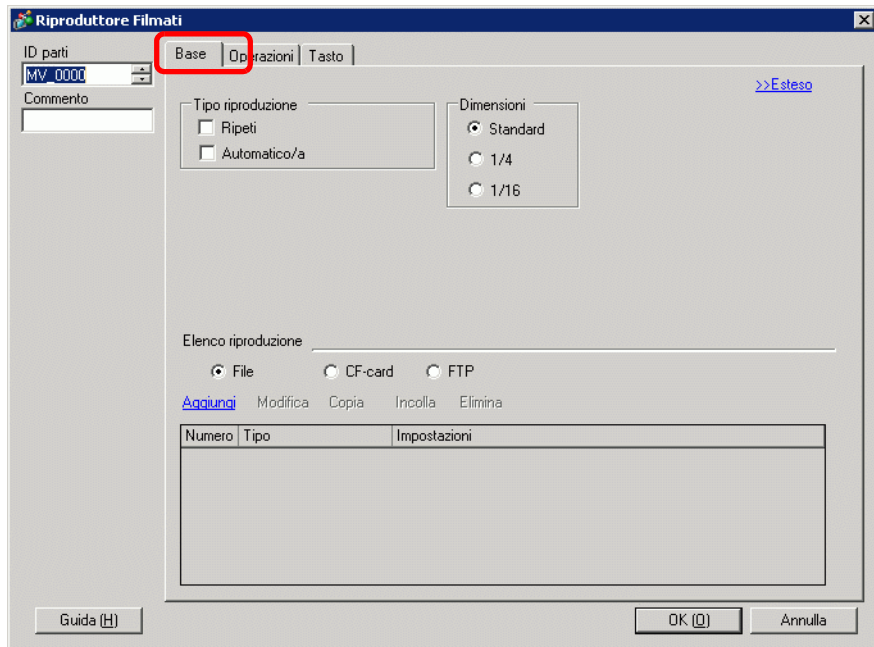 Riproduttore Filmati
ID parti
MV_0000
Commento
Base Operazioni Tasto
>>Esteso
Tipo riproduzione
Ripeti
Automatico/a
Dimensioni
Standard
1/4
1/16
Elenco riproduzione
File CF-card FTP
Aggiungi Modifica Copia Incolla Elimina
Numero Tipo Impostazioni
Guida (H) OK (O) Annulla